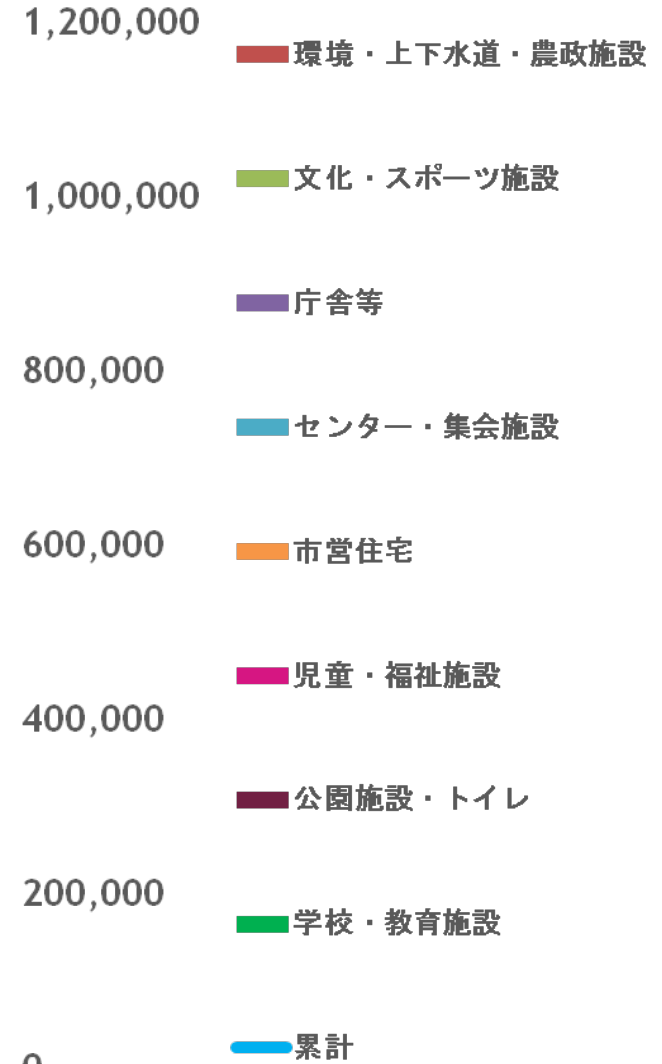 1,200,000
環境・上下水道・農政施設
文化・スポーツ施設
1,000,000
庁舎等
800,000
センター・集会施設
600,000
市営住宅
児童・福祉施設
400,000
公園施設・トイレ
200,000
学校・教育施設
累計
0